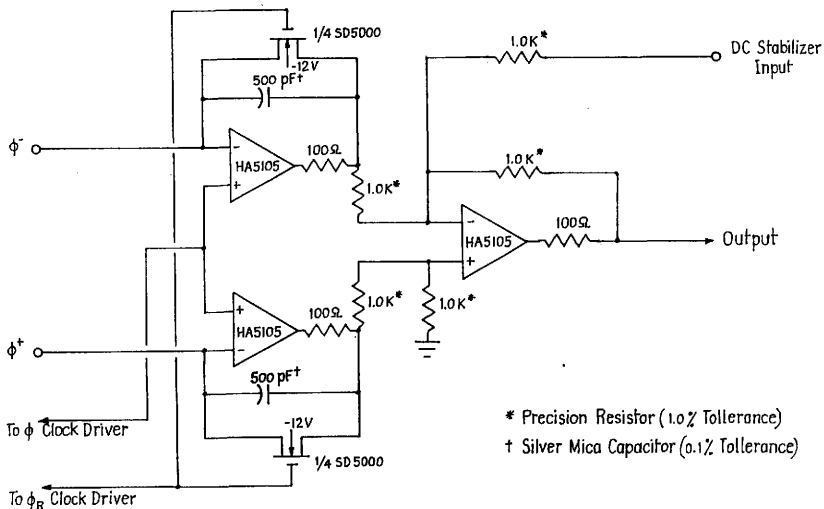 1/4 SD5000
-12V
500 pF†
1.0K*
DC Stabilizer
Input
Φ⁻
-
+
HA5105
100Ω
1.0K*
1.0K*
-
+
HA5105
100Ω
Output
+
-
HA5105
100Ω
1.0K*
1.0K*
Φ⁺
500 pF†
-12V
1/4 SD5000
To Φ Clock Driver
To ΦR Clock Driver
* Precision Resistor (1.0% Tollerance)
† Silver Mica Capacitor (0.1% Tollerance)